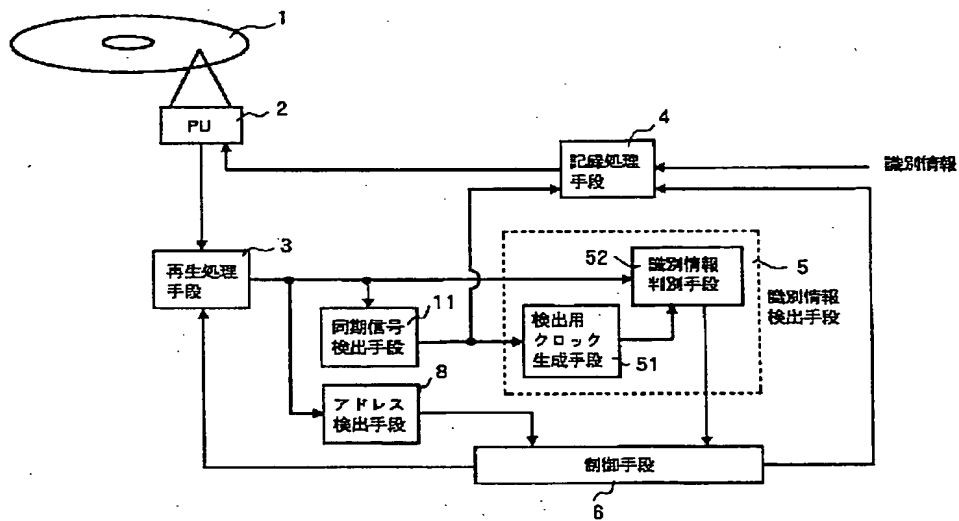 1
PU
2
4
記録処理
手段
識別情報
3
再生処理
手段
52
識別情報
判別手段
5
識別情報
検出手段
11
同期信号
検出手段
検出用
クロック
生成手段
51
8
アドレス
検出手段
制御手段
6